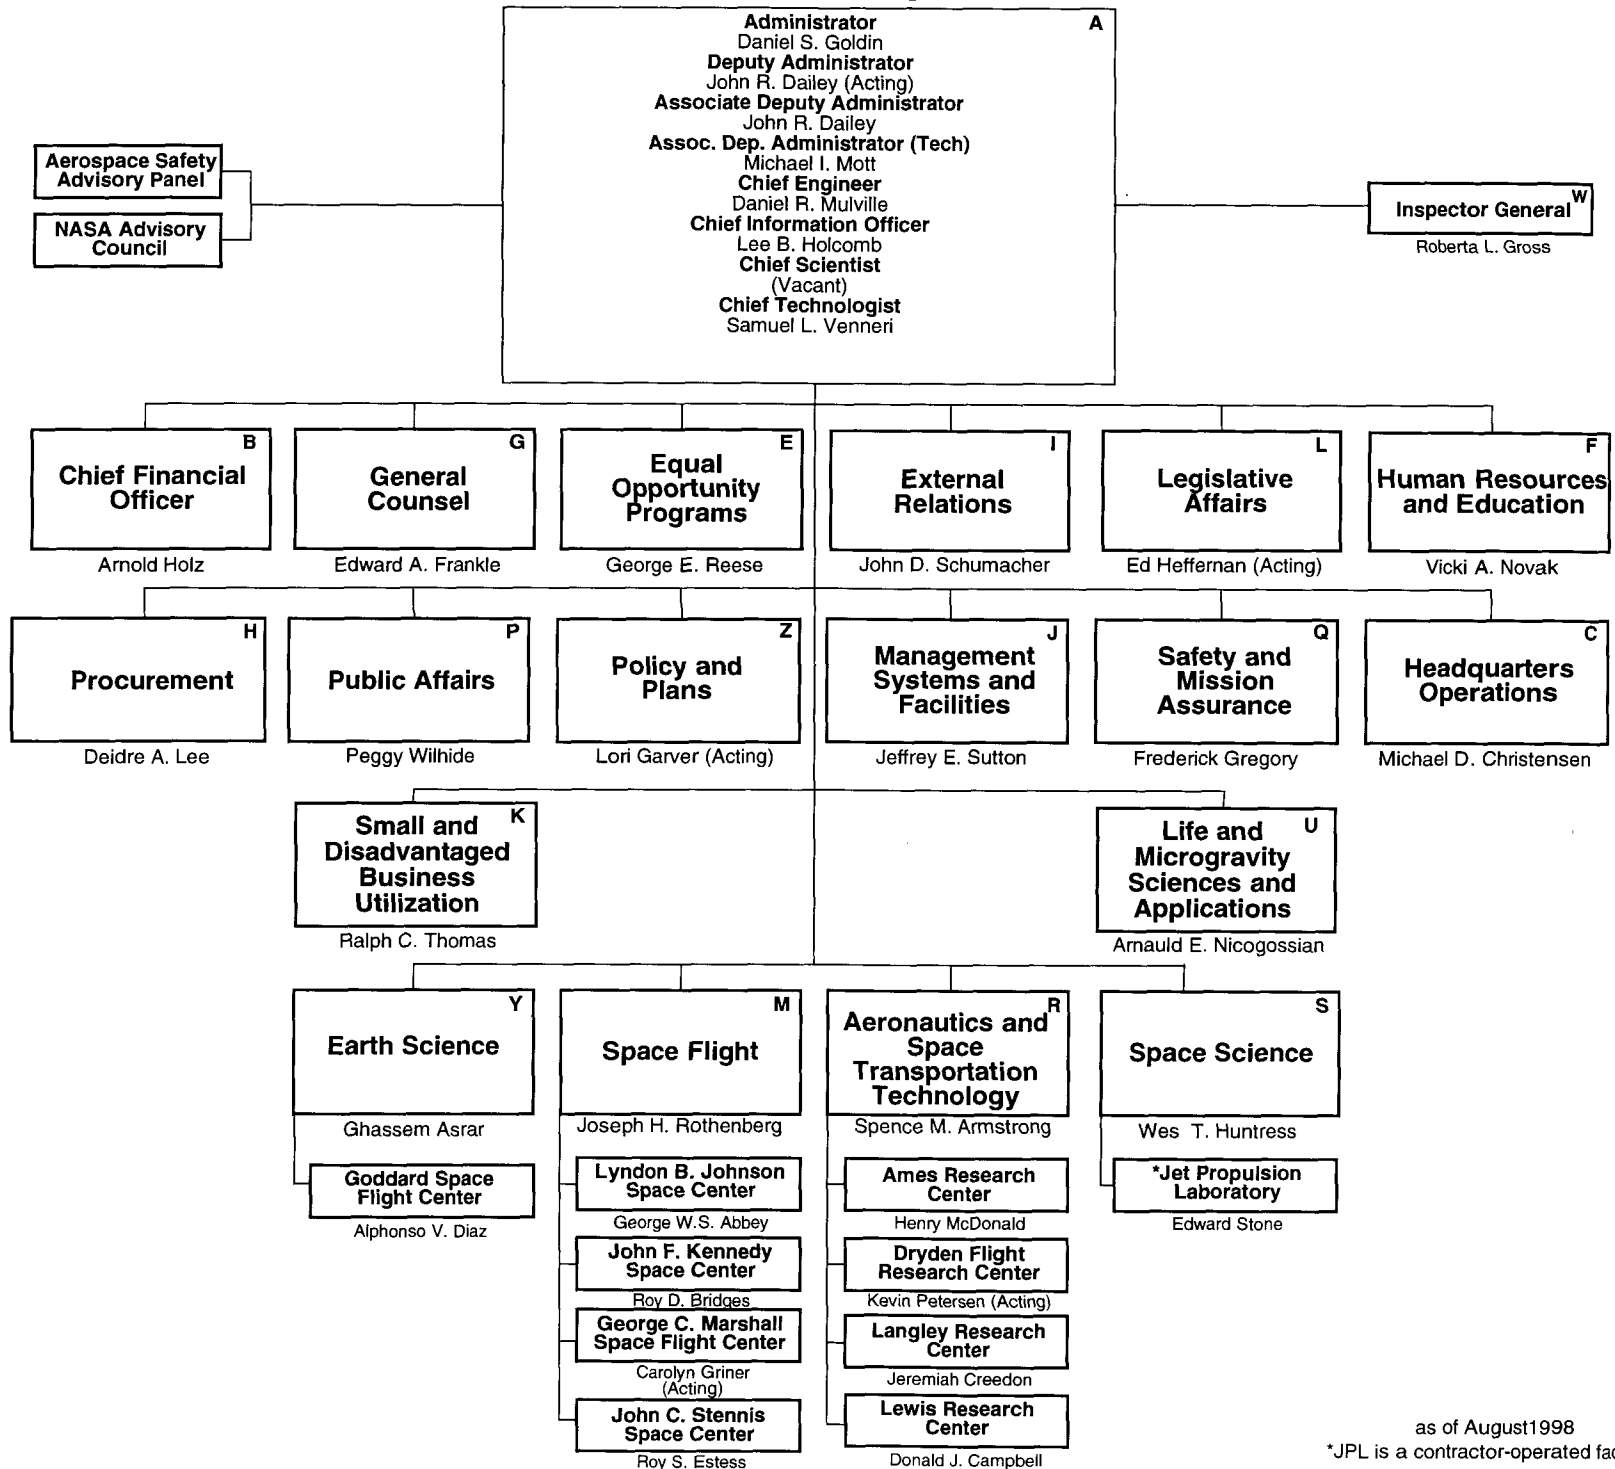 A
Administrator
Daniel S. Goldin
Deputy Administrator
John R. Dailey (Acting)
Associate Deputy Administrator
John R. Dailey
Assoc. Dep. Administrator (Tech)
Michael I. Mott
Chief Engineer
Daniel R. Mulville
Chief Information Officer
Lee B. Holcomb
Chief Scientist
(Vacant)
Chief Technologist
Samuel L. Venneri
Aerospace Safety
Advisory Panel
NASA Advisory
Council
W
Inspector General
Roberta L. Gross
B
Chief Financial
Officer
Arnold Holz
G
General
Counsel
Edward A. Frankle
E
Equal
Opportunity
Programs
George E. Reese
I
External
Relations
John D. Schumacher
L
Legislative
Affairs
Ed Heffernan (Acting)
F
Human Resources
and Education
Vicki A. Novak
H
Procurement
Deidre A. Lee
P
Public Affairs
Peggy Wilhide
Z
Policy and
Plans
Lori Garver (Acting)
J
Management
Systems and
Facilities
Jeffrey E. Sutton
Q
Safety and
Mission
Assurance
Frederick Gregory
C
Headquarters
Operations
Michael D. Christensen
K
Small and
Disadvantaged
Business
Utilization
Ralph C. Thomas
U
Life and
Microgravity
Sciences and
Applications
Arnauld E. Nicogossian
Y
Earth Science
Ghassem Asrar
Goddard Space
Flight Center
Alphonso V. Diaz
M
Space Flight
Joseph H. Rothenberg
Lyndon B. Johnson
Space Center
George W.S. Abbey
John F. Kennedy
Space Center
Roy D. Bridges
George C. Marshall
Space Flight Center
Carolyn Griner
(Acting)
John C. Stennis
Space Center
Roy S. Estess
R
Aeronautics and
Space
Transportation
Technology
Spence M. Armstrong
Ames Research
Center
Henry McDonald
Dryden Flight
Research Center
Kevin Petersen (Acting)
Langley Research
Center
Jeremiah Creedon
Lewis Research
Center
Donald J. Campbell
S
Space Science
Wes T. Huntress
*Jet Propulsion
Laboratory
Edward Stone
as of August1998
*JPL is a contractor-operated